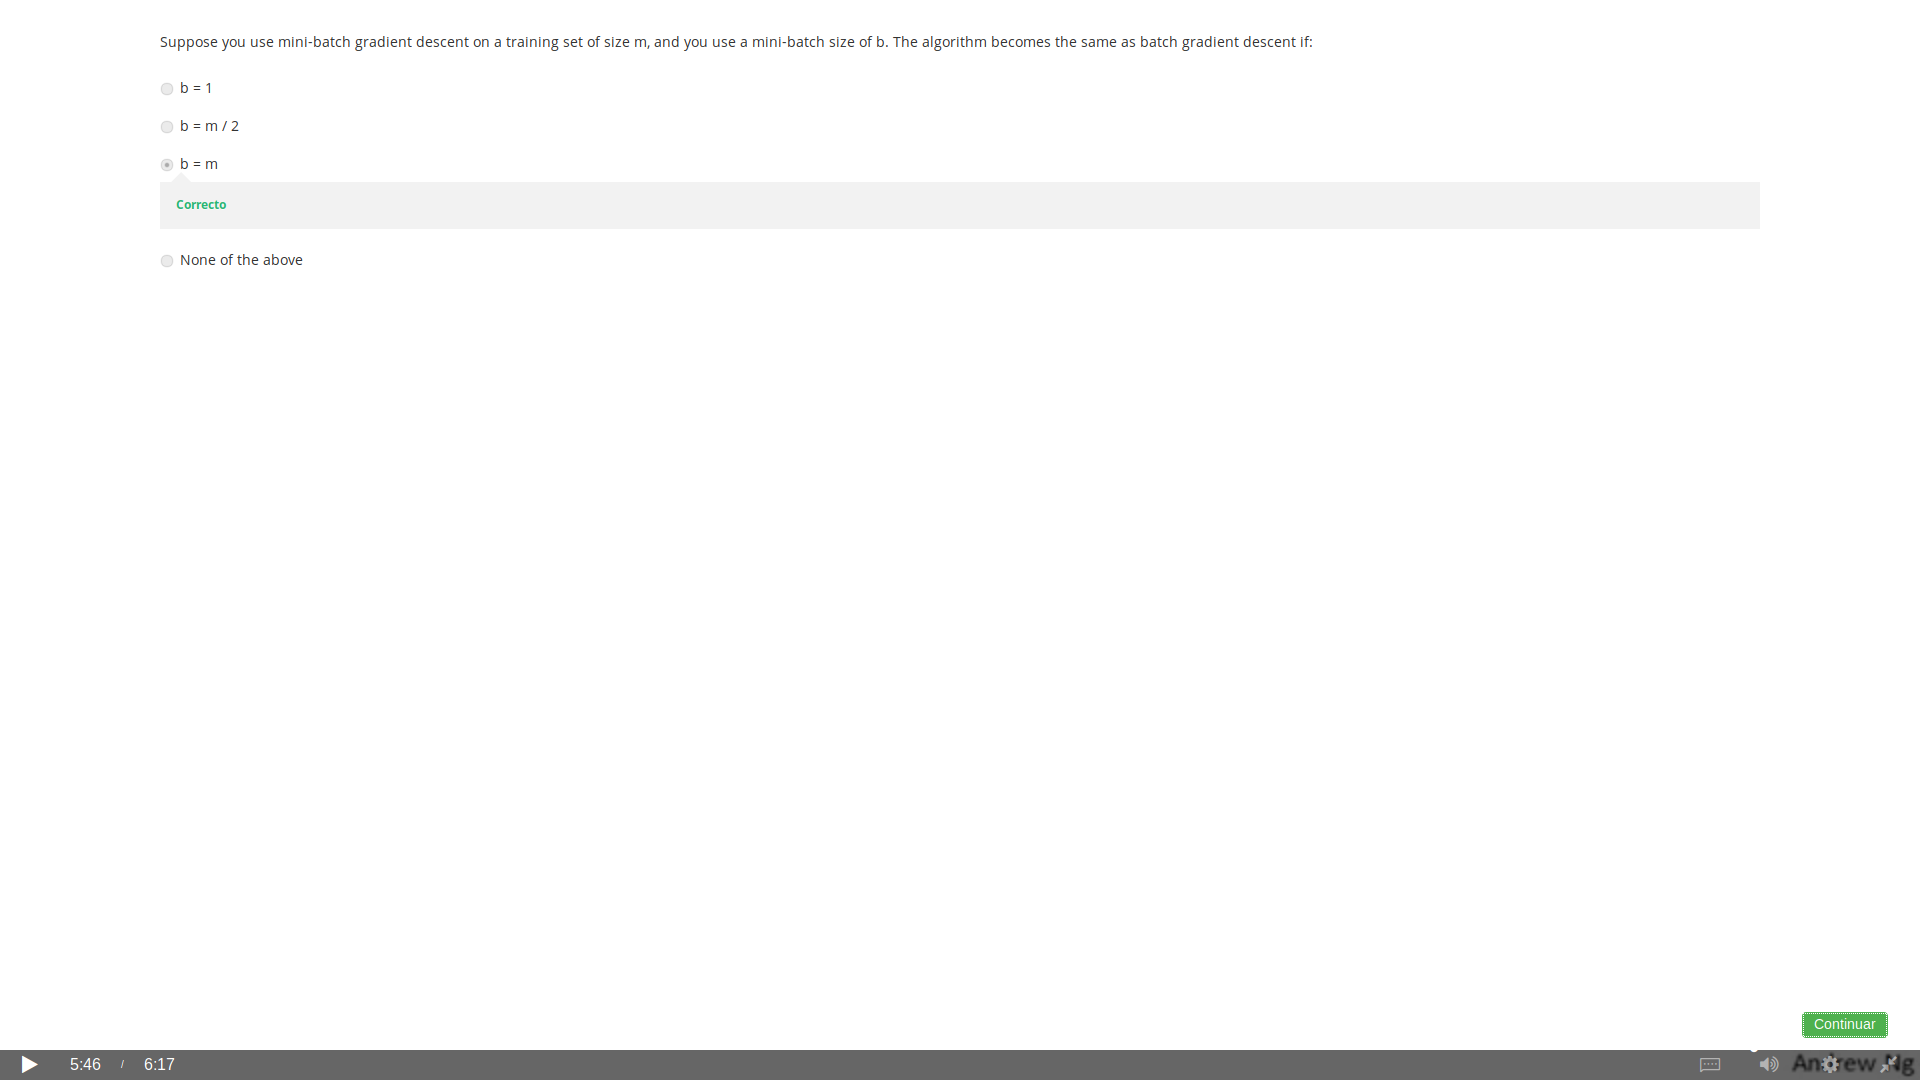 Suppose you use mini-batch gradient descent on a training set of size m, and you use a mini-batch size of b. The algorithm becomes the same as batch gradient descent if:
b = 1
b = m / 2
b = m
Correcto
None of the above
Continuar
5:46 / 6:17
Andrew Ng